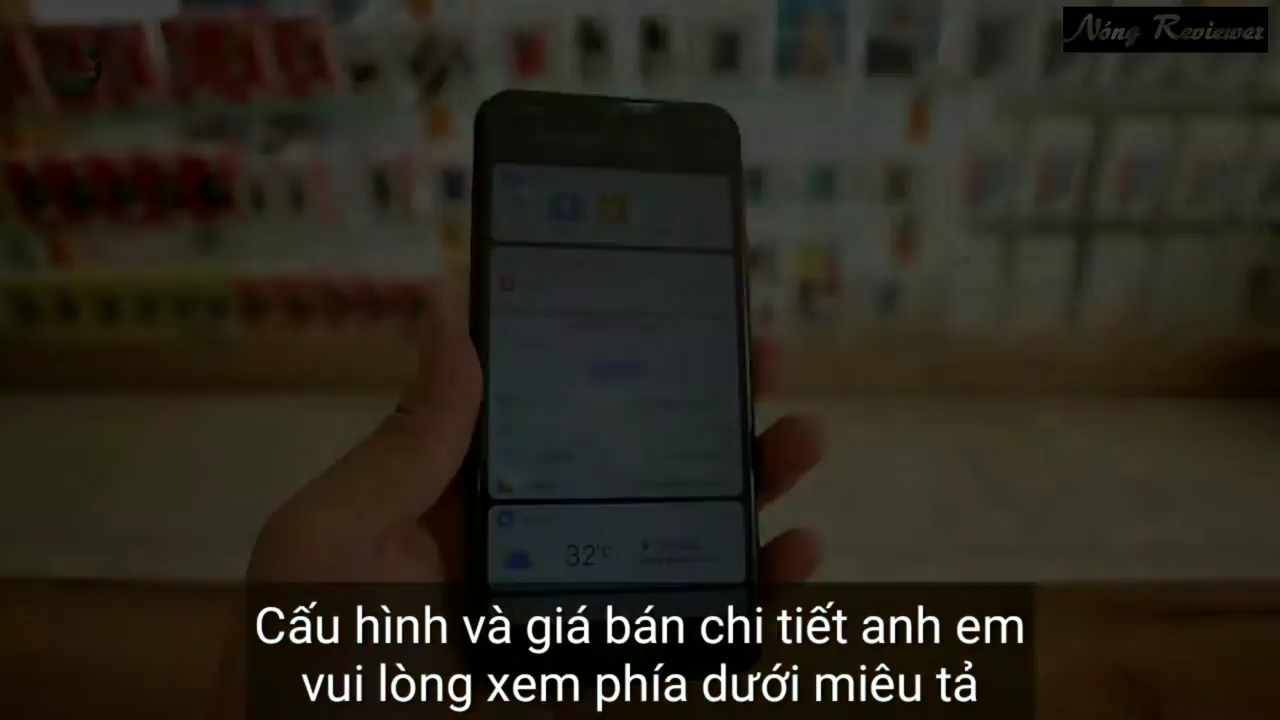 Nóng Reviewer
32°C
Cấu hình và giá bán chi tiết anh em
vui lòng xem phía dưới miêu tả